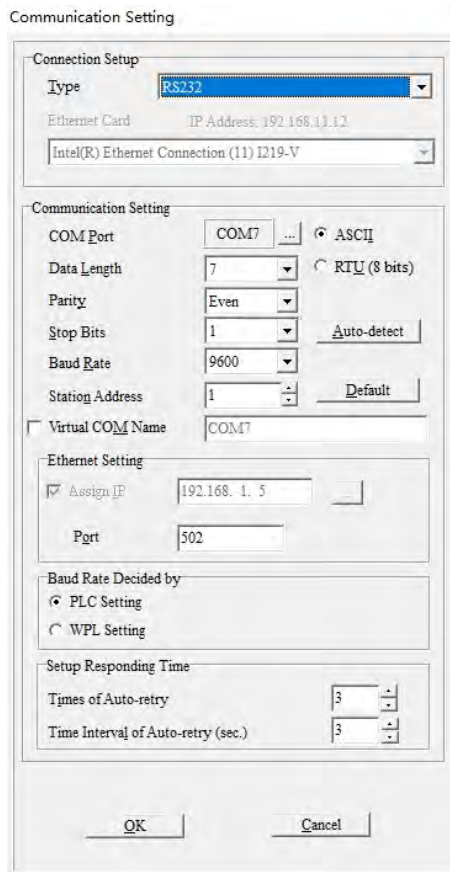 Communication Setting
Connection Setup
Type RS232
Ethernet Card IP Address: 192.168.11.12
Intel(R) Ethernet Connection (11) I219-V
Communication Setting
COM Port COM7 ... ASCII
Data Length 7 RTU (8 bits)
Parity Even
Stop Bits 1 Auto-detect
Baud Rate 9600
Station Address 1 Default
Virtual COM Name COM7
Ethernet Setting
Assign IP 192.168. 1. 5 ...
Port 502
Baud Rate Decided by
PLC Setting
WPL Setting
Setup Responding Time
Times of Auto-retry 3
Time Interval of Auto-retry (sec.) 3
OK Cancel